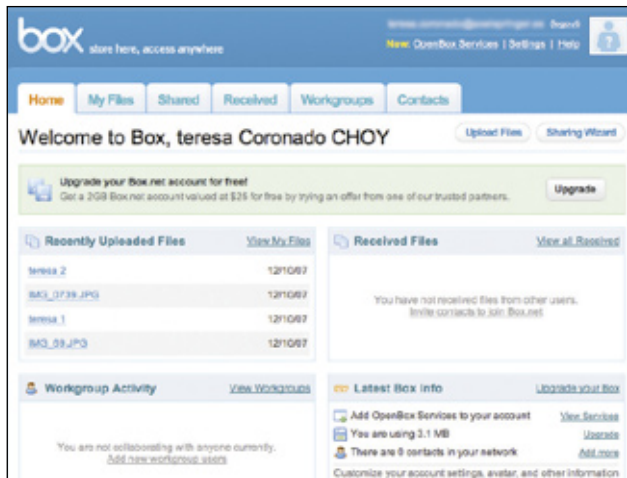 box store here, access anywhere
New: OpenBox Services | Settings | Help
Home My Files Shared Received Workgroups Contacts
Welcome to Box, teresa Coronado CHOY
Upload Files Sharing Wizard
Upgrade your Box.net account for free!
Get a 2GB Box.net account valued at $25 for free by trying an offer from one of our trusted partners.
Upgrade
Recently Uploaded Files View My Files
teresa 2 12/10/07
IMG_0739.JPG 12/10/07
teresa 1 12/10/07
IMG_59.JPG 12/10/07
Received Files View all Received
You have not received files from other users.
Invite contacts to join Box.net
Workgroup Activity View Workgroups
You are not collaborating with anyone currently.
Add new workgroup users
Latest Box Info Upgrade your Box
Add OpenBox Services to your account View Services
You are using 3.1 MB Upgrade
There are 0 contacts in your network Add more
Customize your account settings, avatar, and other information